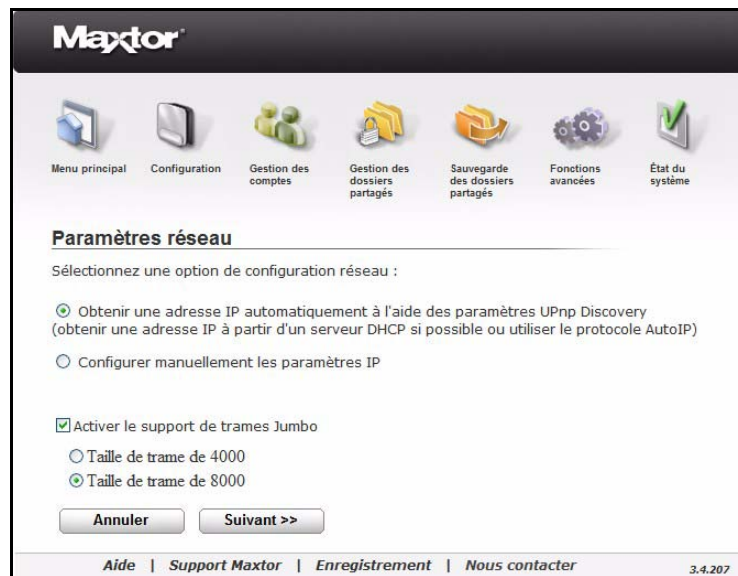 Maxtor
Menu principal
Configuration
Gestion des comptes
Gestion des dossiers partagés
Sauvegarde des dossiers partagés
Fonctions avancées
État du système
Paramètres réseau
Sélectionnez une option de configuration réseau :
Obtenir une adresse IP automatiquement à l'aide des paramètres UPnp Discovery
(obtenir une adresse IP à partir d'un serveur DHCP si possible ou utiliser le protocole AutoIP)
Configurer manuellement les paramètres IP
Activer le support de trames Jumbo
Taille de trame de 4000
Taille de trame de 8000
Annuler Suivant >>
Aide | Support Maxtor | Enregistrement | Nous contacter 3.4.207